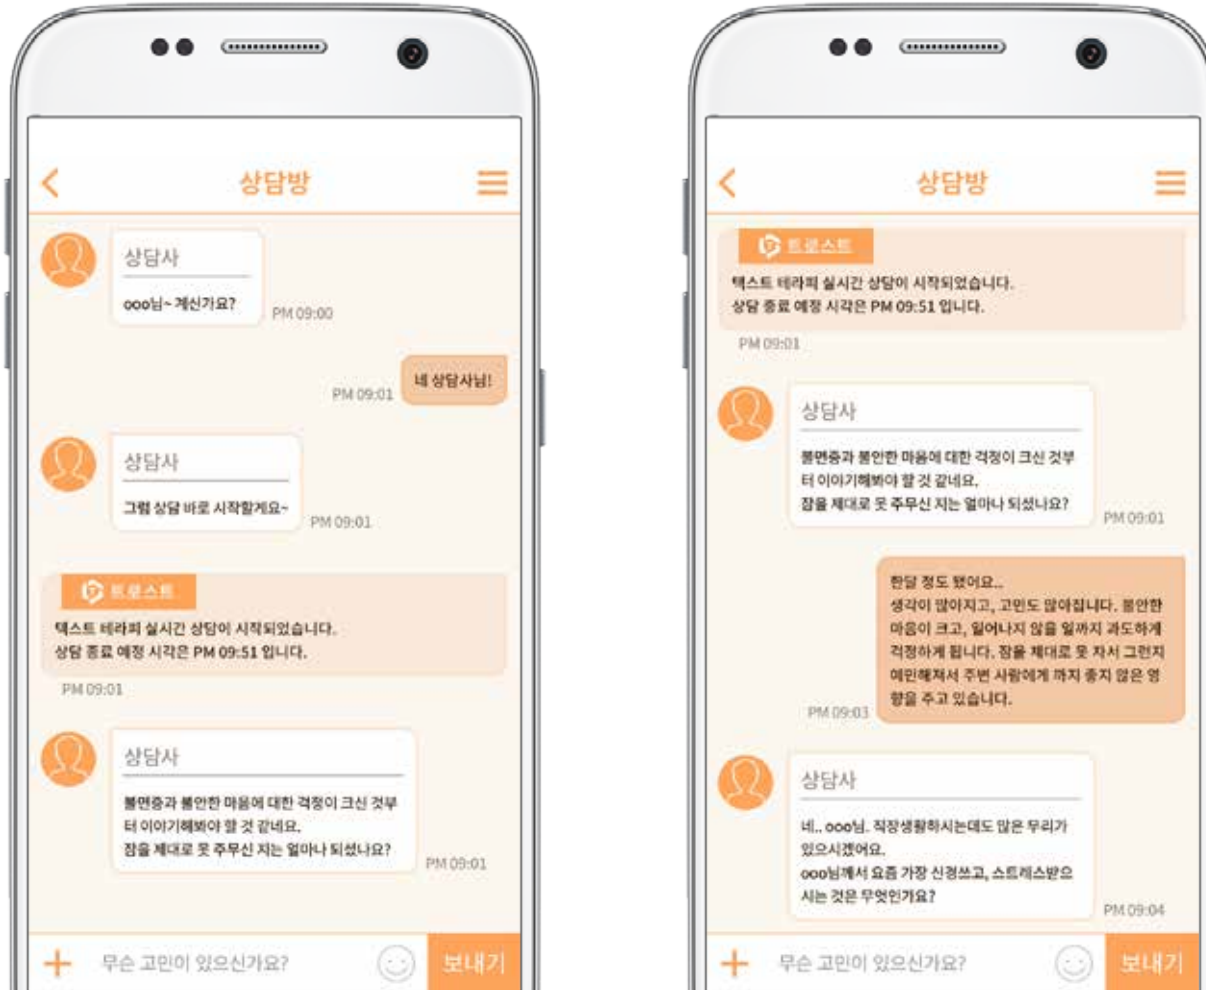 상담방
상담사
ooo님~ 계신가요?
PM 09:00
네 상담사님!
PM 09:01
상담사
그럼 상담 바로 시작할게요~
PM 09:01
트로스트
텍스트 테라피 실시간 상담이 시작되었습니다.
상담 종료 예정 시각은 PM 09:51 입니다.
PM 09:01
상담사
불면증과 불안한 마음에 대한 걱정이 크신 것부
터 이야기해봐야 할 것 같네요.
잠을 제대로 못 주무신 지는 얼마나 되셨나요?
PM 09:01
무슨 고민이 있으신가요?
보내기
상담방
트로스트
텍스트 테라피 실시간 상담이 시작되었습니다.
상담 종료 예정 시각은 PM 09:51 입니다.
PM 09:01
상담사
불면증과 불안한 마음에 대한 걱정이 크신 것부
터 이야기해봐야 할 것 같네요.
잠을 제대로 못 주무신 지는 얼마나 되셨나요?
PM 09:01
한달 정도 됐어요..
생각이 많아지고, 고민도 많아집니다. 불안한
마음이 크고, 일어나지 않을 일까지 과도하게
걱정하게 됩니다. 잠을 제대로 못 자서 그런지
예민해져서 주변 사람에게 까지 좋지 않은 영
향을 주고 있습니다.
PM 09:03
상담사
네.. ooo님. 직장생활하시는데도 많은 무리가
있으시겠어요.
ooo님께서 요즘 가장 신경쓰고, 스트레스받으
시는 것은 무엇인가요?
PM 09:04
무슨 고민이 있으신가요?
보내기